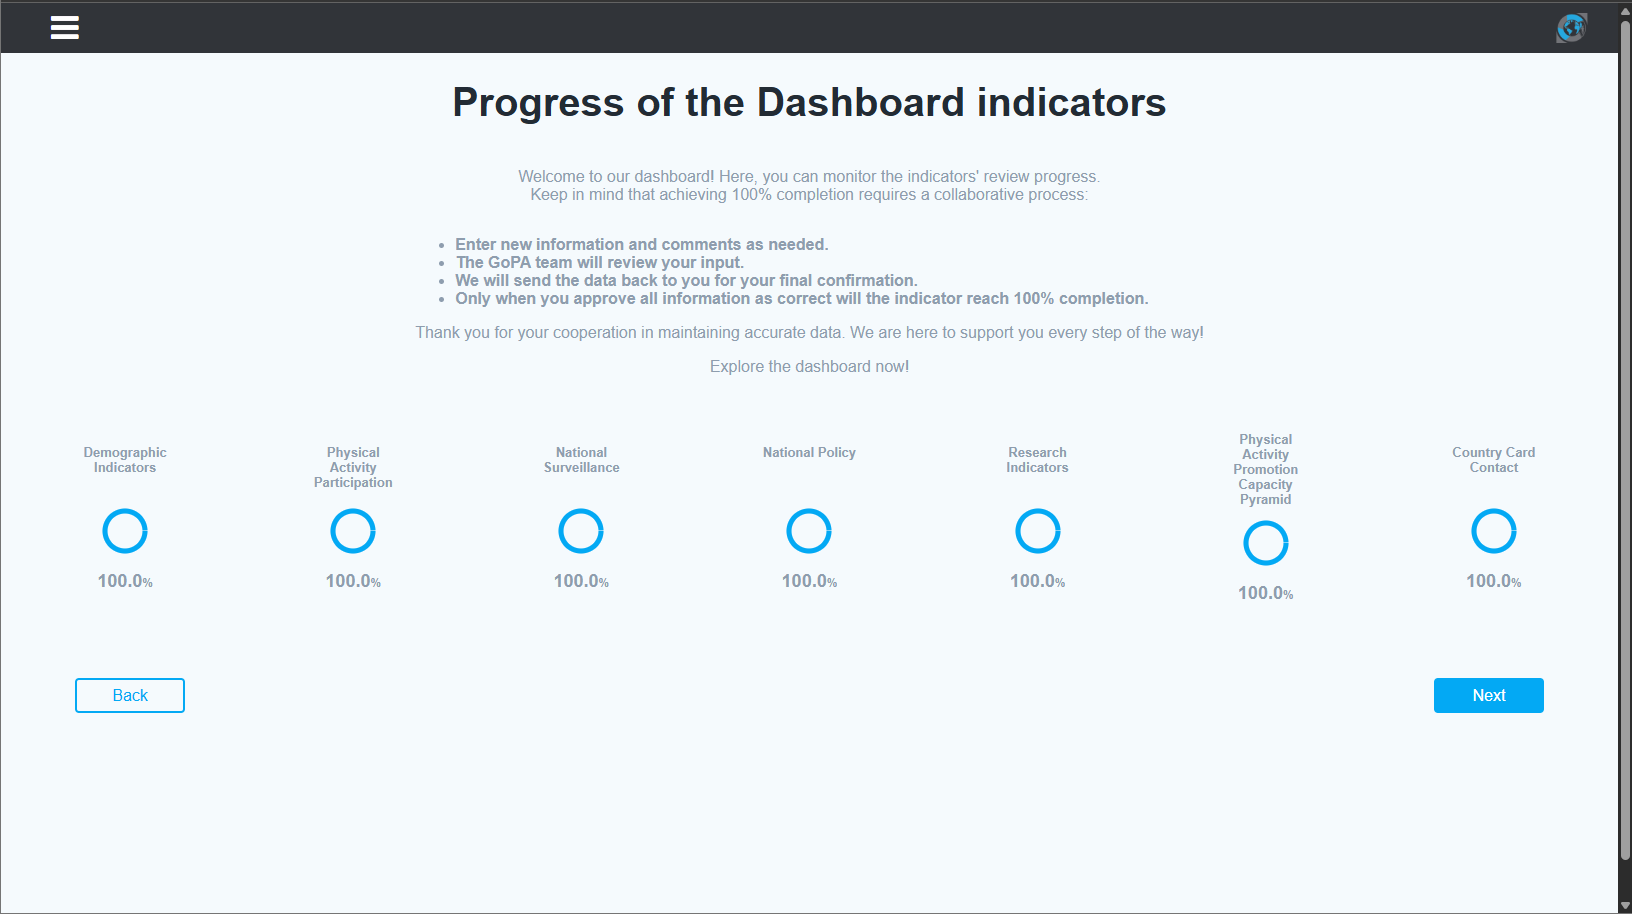 Progress of the Dashboard indicators
Welcome to our dashboard! Here, you can monitor the indicators' review progress.
Keep in mind that achieving 100% completion requires a collaborative process:
• Enter new information and comments as needed.
• The GoPA team will review your input.
• We will send the data back to you for your final confirmation.
• Only when you approve all information as correct will the indicator reach 100% completion.
Thank you for your cooperation in maintaining accurate data. We are here to support you every step of the way!
Explore the dashboard now!
Demographic
Indicators
100.0%
Physical
Activity
Participation
100.0%
National
Surveillance
100.0%
National Policy
100.0%
Research
Indicators
100.0%
Physical
Activity
Promotion
Capacity
Pyramid
100.0%
Country Card
Contact
100.0%
Back
Next